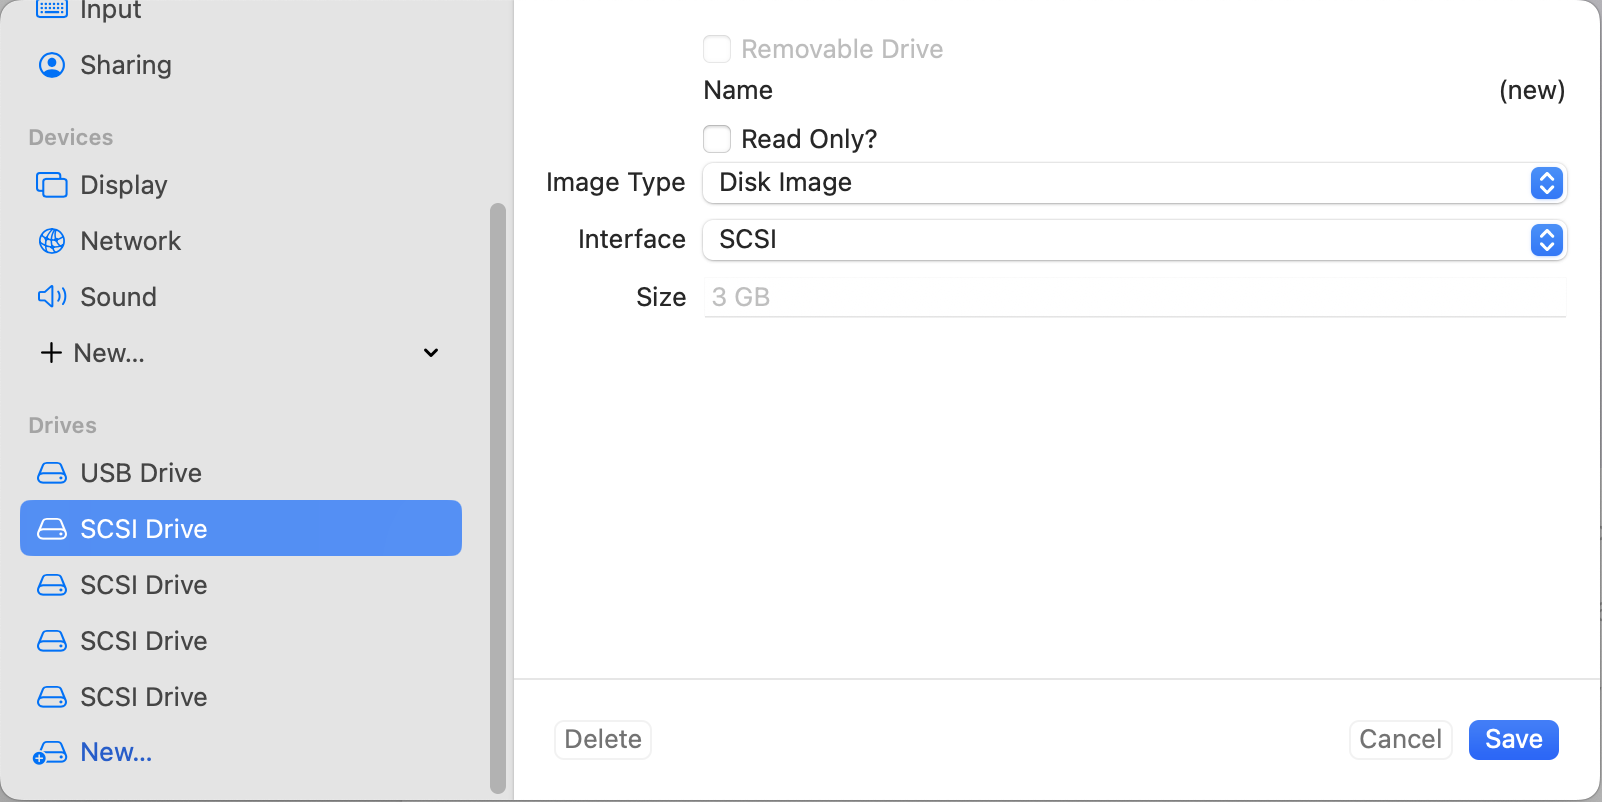 Input
Sharing
Devices
Display
Network
Sound
New...
Drives
USB Drive
SCSI Drive
SCSI Drive
SCSI Drive
SCSI Drive
New...
Removable Drive
Name (new)
Read Only?
Image Type Disk Image
Interface SCSI
Size 3 GB
Delete Cancel Save